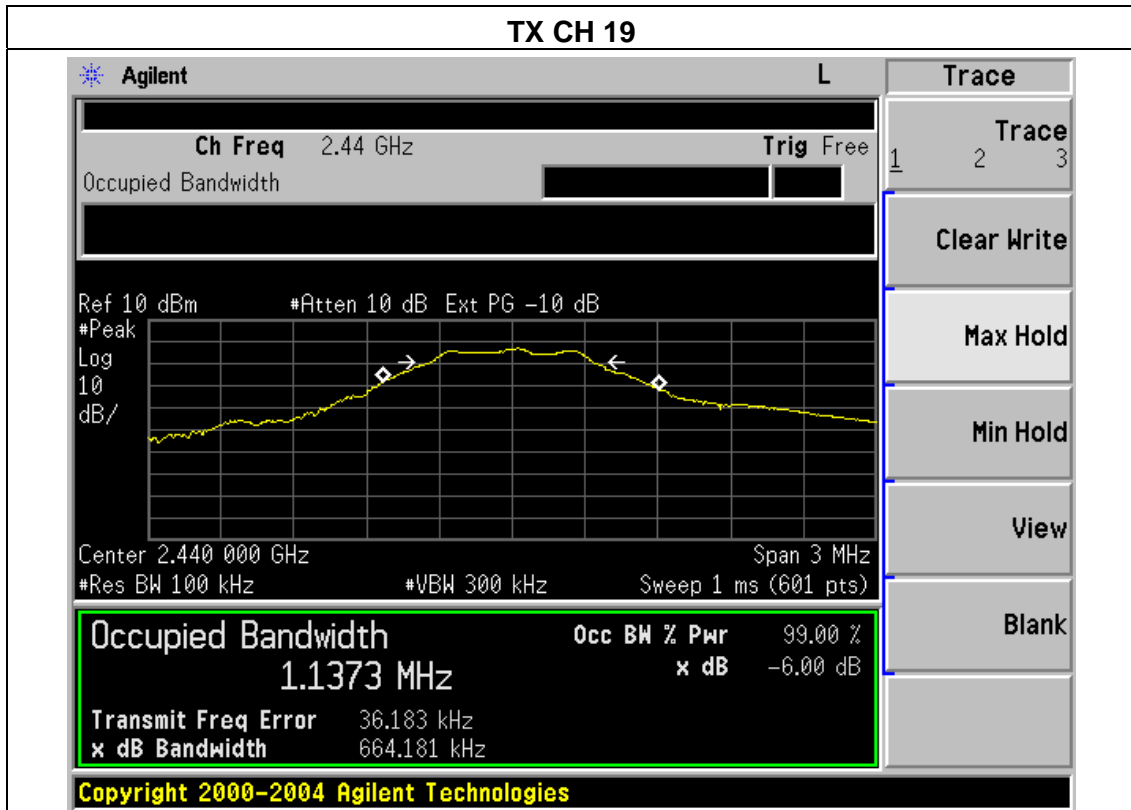 TX CH 19
Agilent L Trace
Ch Freq 2.44 GHz Trig Free
Occupied Bandwidth
Trace
1 2 3
Clear Write
Ref 10 dBm #Atten 10 dB Ext PG -10 dB
#Peak
Log
10
dB/
Max Hold
Min Hold
View
Center 2.440 000 GHz Span 3 MHz
#Res BW 100 kHz #VBW 300 kHz Sweep 1 ms (601 pts)
Blank
Occupied Bandwidth Occ BW % Pwr 99.00 %
1.1373 MHz x dB -6.00 dB
Transmit Freq Error 36.183 kHz
x dB Bandwidth 664.181 kHz
Copyright 2000-2004 Agilent Technologies